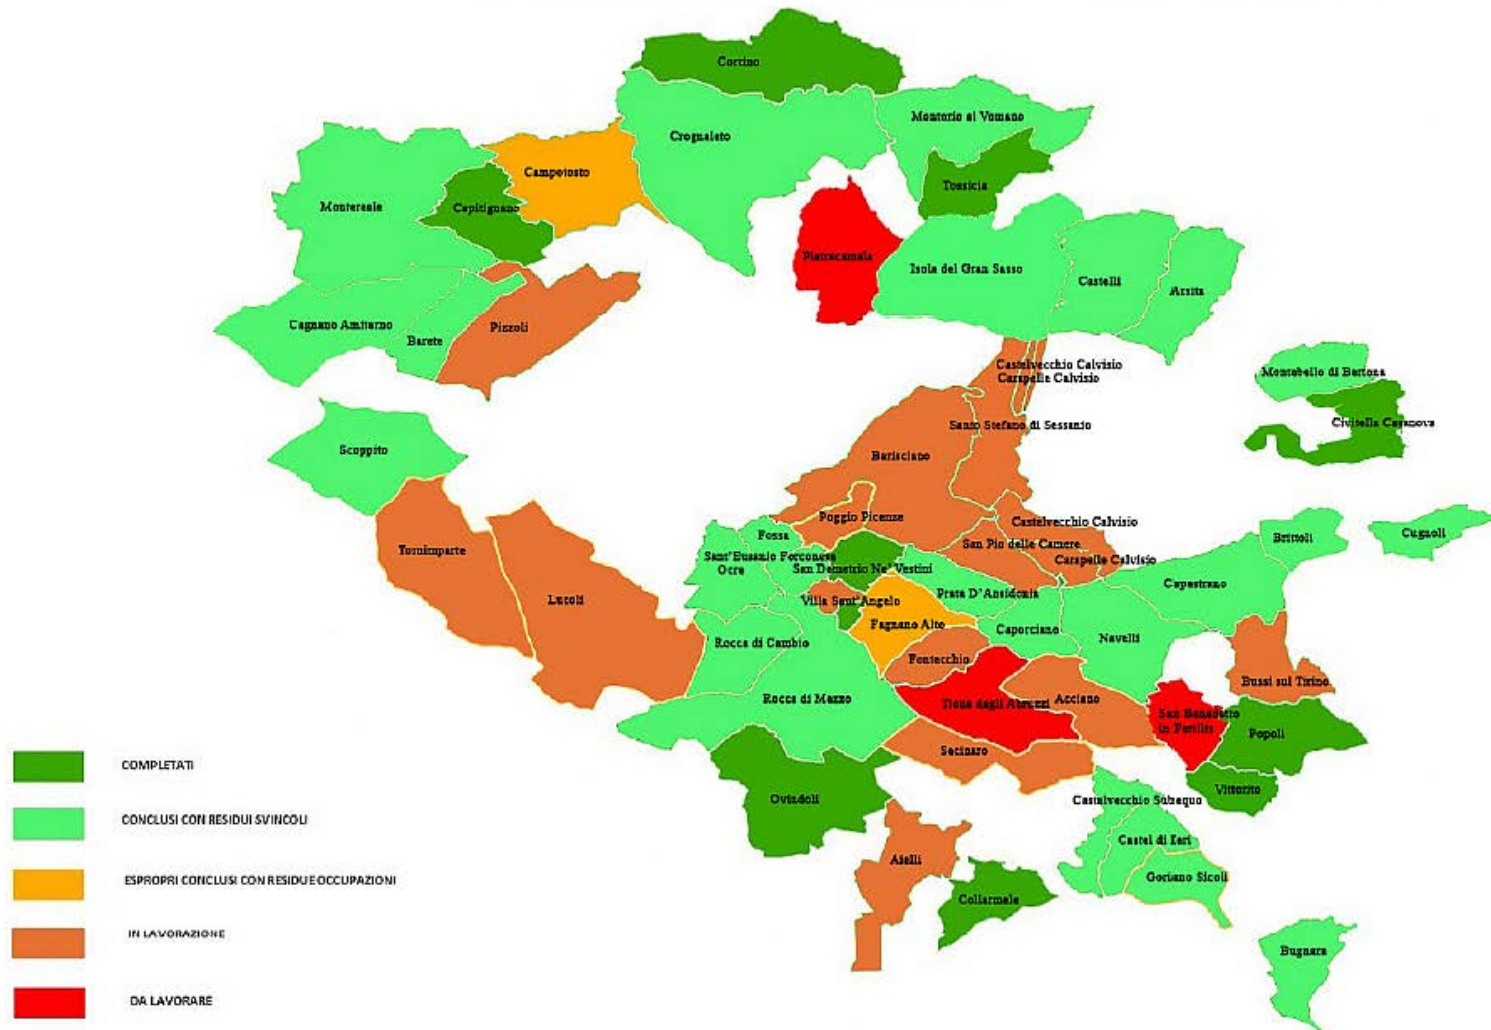 Cortino
Crognaleto
Montorio al Vomano
Tossicia
Campotosto
Capitignano
Montereale
Pietracamela
Isola del Gran Sasso
Castelli
Arsita
Cagnano Amiterno
Barete
Pizzoli
Castelvecchio Calvisio
Carapelle Calvisio
Montebello di Bertona
Civitella Casanova
Santo Stefano di Sessanio
Scoppito
Barisciano
Poggio Picenze
Castelvecchio Calvisio
Fossa
San Pio delle Camere
Carapelle Calvisio
Brittoli
Cugnoli
Tornimparte
Sant'Eusanio Forconese
Ocre
San Demetrio Ne' Vestini
Capestrano
Lucoli
Villa Sant'Angelo
Prata D'Ansidonia
Fagnano Alto
Caporciano
Navelli
Rocca di Cambio
Fontecchio
Bussi sul Tirino
Rocca di Mezzo
Tione degli Abruzzi
Acciano
San Benedetto
in Perillis
Popoli
Secinaro
Vittorito
Ovindoli
Castelvecchio Subequo
Castel di Ieri
Goriano Sicoli
Aielli
Collarmele
Bugnara
COMPLETATI
CONCLUSI CON RESIDUI SVINCOLI
ESPROPRI CONCLUSI CON RESIDUE OCCUPAZIONI
IN LAVORAZIONE
DA LAVORARE